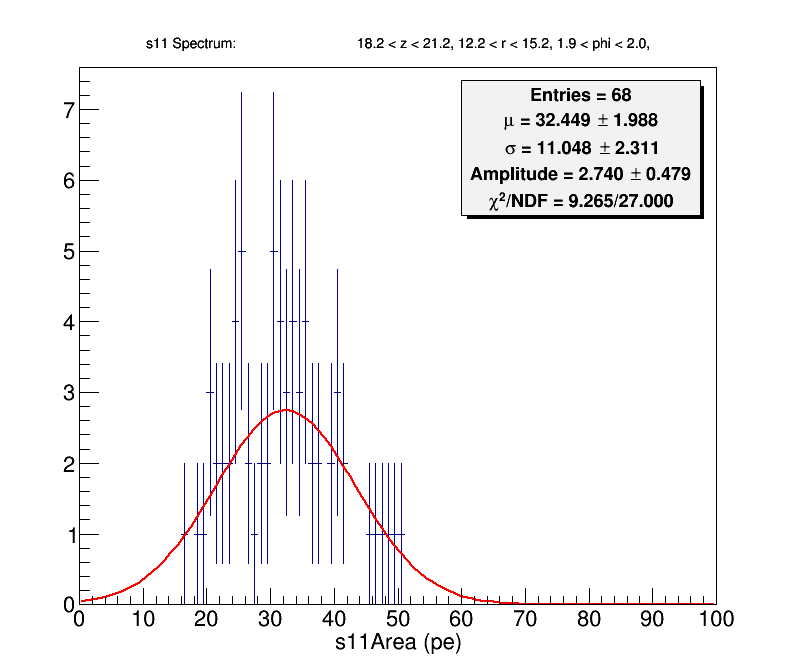 s11 Spectrum: 18.2 < z < 21.2, 12.2 < r < 15.2, 1.9 < phi < 2.0,
Entries = 68
μ = 32.449 ± 1.988
σ = 11.048 ± 2.311
Amplitude = 2.740 ± 0.479
χ²/NDF = 9.265/27.000
7
6
5
4
3
2
1
0
0 10 20 30 40 50 60 70 80 90 100
s11Area (pe)